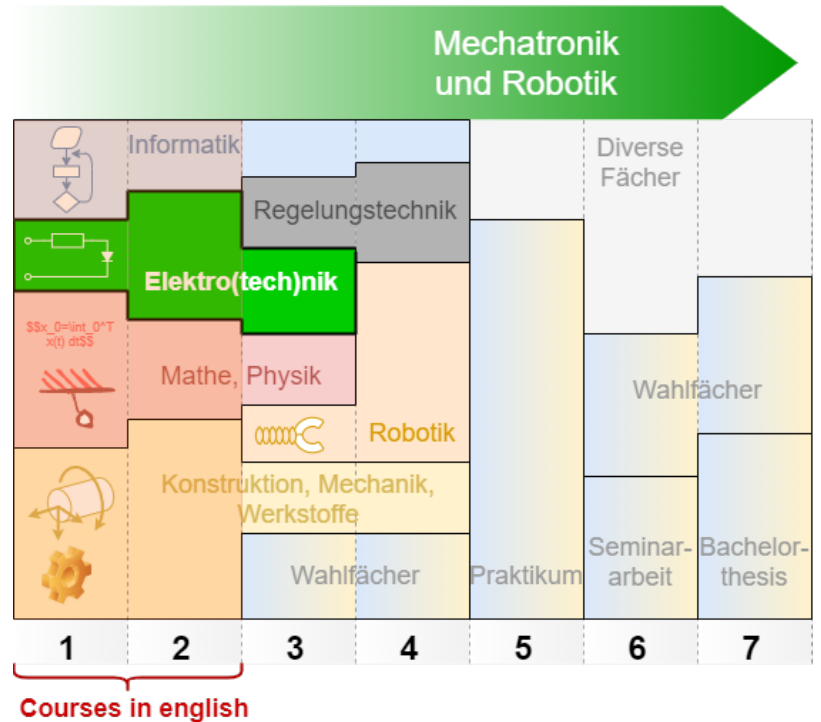 Mechatronik
und Robotik
Informatik
Diverse
Fächer
Regelungstechnik
Elektro(tech)nik
$$x_0=\int_0^T
x(t) dt$$
Mathe, Physik
Wahlfächer
Robotik
Konstruktion, Mechanik,
Werkstoffe
Wahlfächer
Praktikum
Seminar-
arbeit
Bachelor-
thesis
1
2
3
4
5
6
7
Courses in english